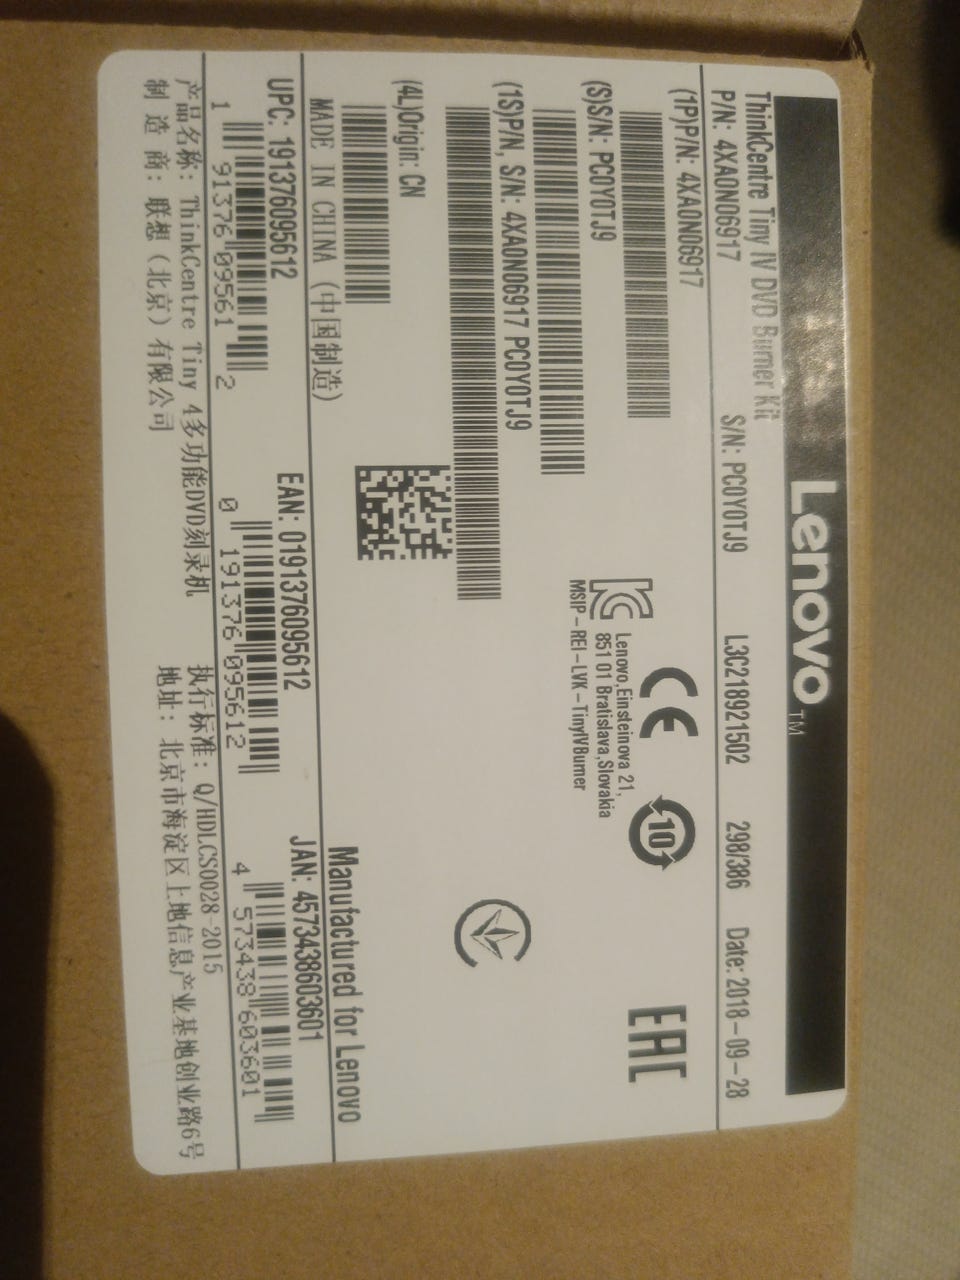 Lenovo™
ThinkCentre Tiny IV DVD Burner Kit
P/N: 4XA0N06917 S/N: PC0Y0TJ9 L3C218921502 298/386 Date: 2018-09-28
(1P)P/N: 4XA0N06917
(S)S/N: PC0Y0TJ9
(1S)P/N, S/N: 4XA0N06917 PC0Y0TJ9
(4L)Origin: CN
CE
10
EAC
KC
Lenovo,Einsteinova 21,
851 01 Bratislava,Slovakia
MSIP-REI-LVK-TinyIVBurner
MADE IN CHINA (中国制造)
Manufactured for Lenovo
UPC: 191376095612 EAN: 0191376095612 JAN: 4573438603601
1 91376 09561 2 0 191376 095612 4 573438 603601
产品名称: ThinkCentre Tiny 4多功能DVD刻录机 执行标准: Q/HDLCS0028-2015
制造商: 联想(北京)有限公司 地址: 北京市海淀区上地信息产业基地创业路6号